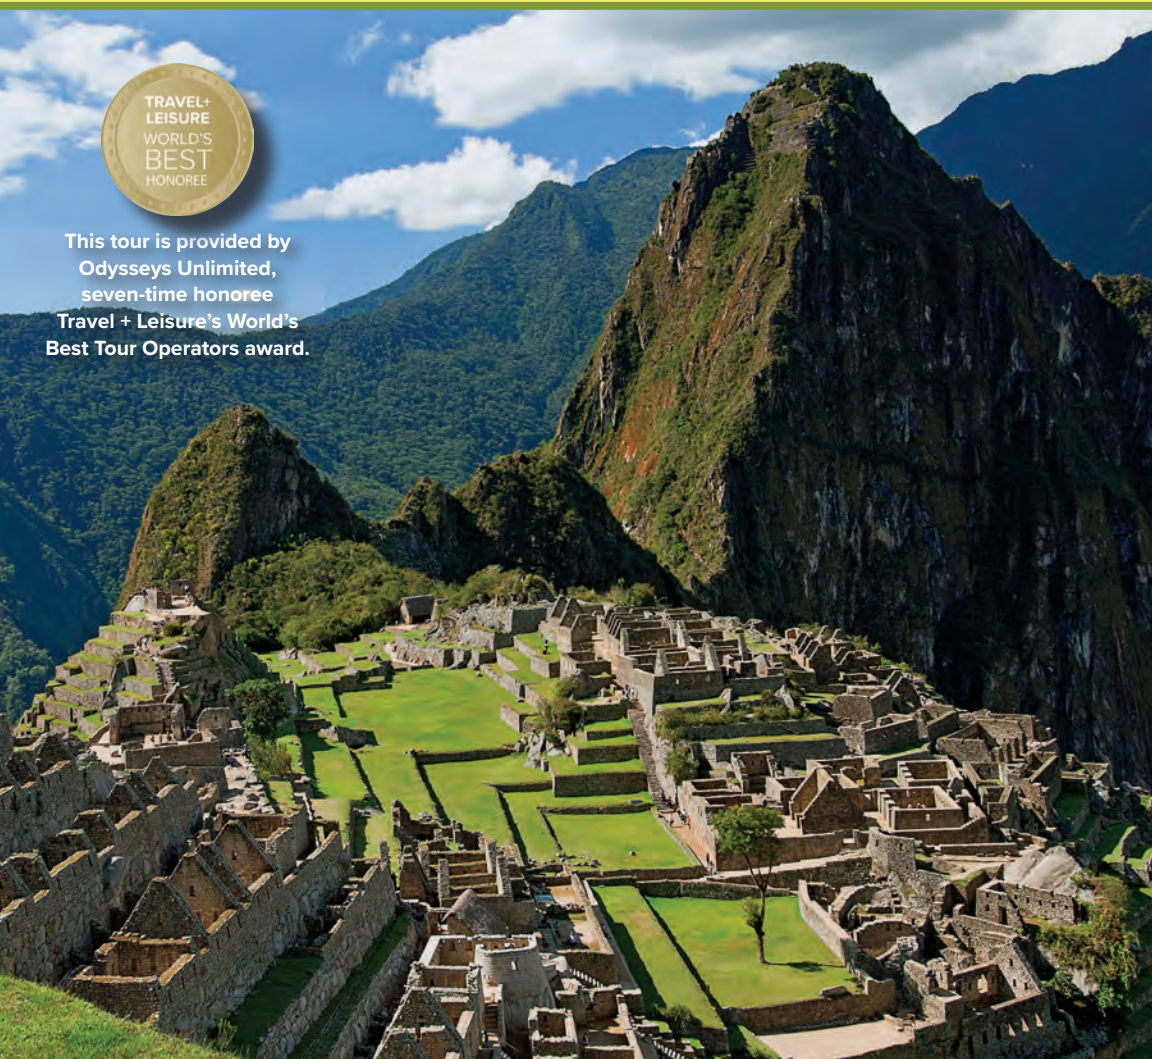 TRAVEL+
LEISURE
WORLD'S
BEST
HONOREE
This tour is provided by
Odysseys Unlimited,
seven-time honoree
Travel + Leisure’s World’s
Best Tour Operators award.